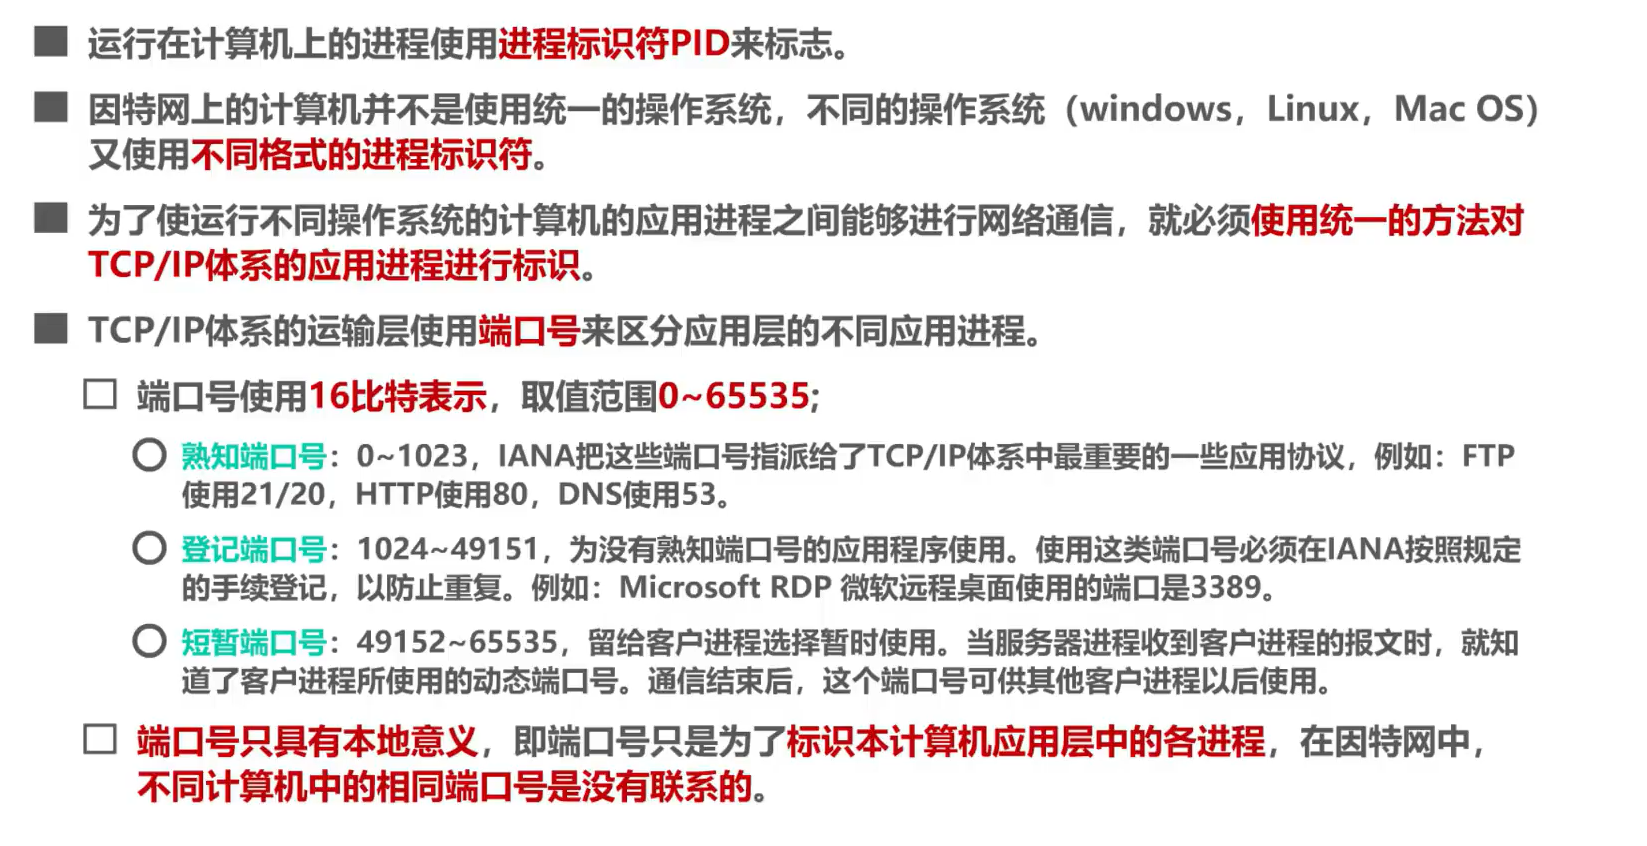 运行在计算机上的进程使用进程标识符PID来标志。
因特网上的计算机并不是使用统一的操作系统，不同的操作系统（windows，Linux，Mac OS）
又使用不同格式的进程标识符。
为了使运行不同操作系统的计算机的应用进程之间能够进行网络通信，就必须使用统一的方法对
TCP/IP体系的应用进程进行标识。
TCP/IP体系的运输层使用端口号来区分应用层的不同应用进程。
端口号使用16比特表示，取值范围0~65535;
熟知端口号：0~1023，IANA把这些端口号指派给了TCP/IP体系中最重要的一些应用协议，例如：FTP
使用21/20，HTTP使用80，DNS使用53。
登记端口号：1024~49151，为没有熟知端口号的应用程序使用。使用这类端口号必须在IANA按照规定
的手续登记，以防止重复。例如：Microsoft RDP 微软远程桌面使用的端口是3389。
短暂端口号：49152~65535，留给客户进程选择暂时使用。当服务器进程收到客户进程的报文时，就知
道了客户进程所使用的动态端口号。通信结束后，这个端口号可供其他客户进程以后使用。
端口号只具有本地意义，即端口号只是为了标识本计算机应用层中的各进程，在因特网中，
不同计算机中的相同端口号是没有联系的。